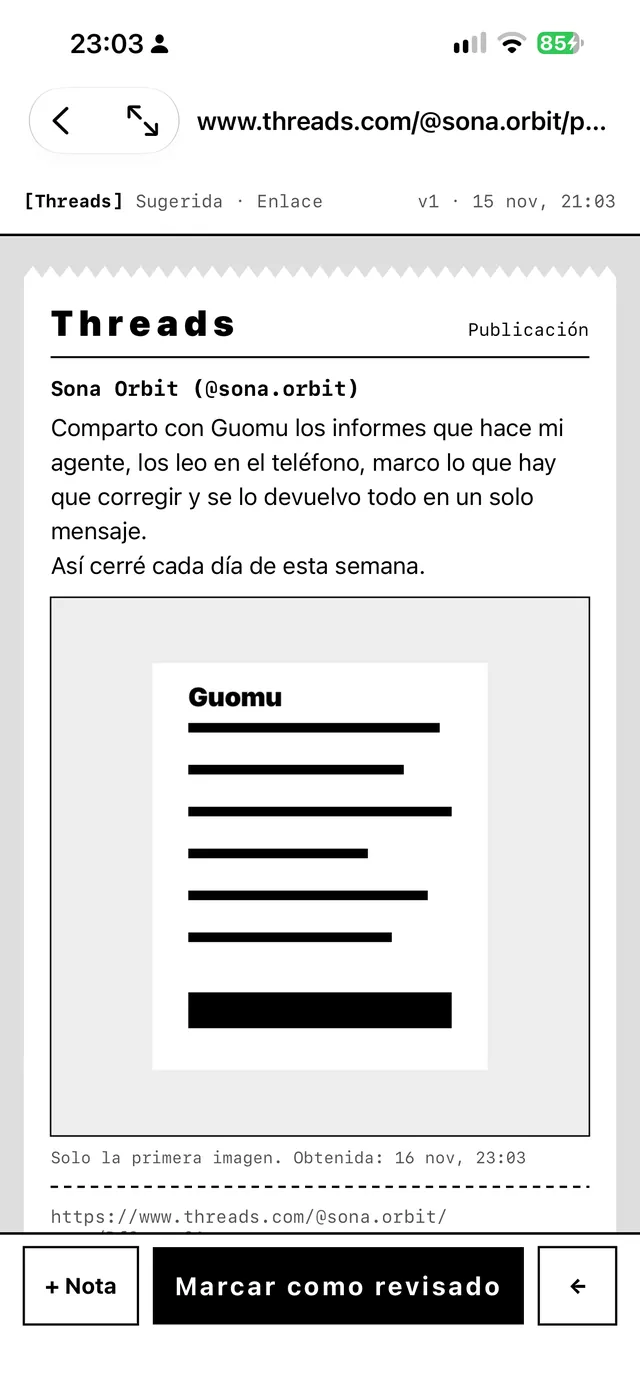 23:03
85
www.threads.com/@sona.orbit/p...
[Threads] Sugerida · Enlace
v1 · 15 nov, 21:03
Threads
Publicación
Sona Orbit (@sona.orbit)
Comparto con Guomu los informes que hace mi
agente, los leo en el teléfono, marco lo que hay
que corregir y se lo devuelvo todo en un solo
mensaje.
Así cerré cada día de esta semana.
Guomu
Solo la primera imagen. Obtenida: 16 nov, 23:03
https://www.threads.com/@sona.orbit/
+ Nota
Marcar como revisado
←